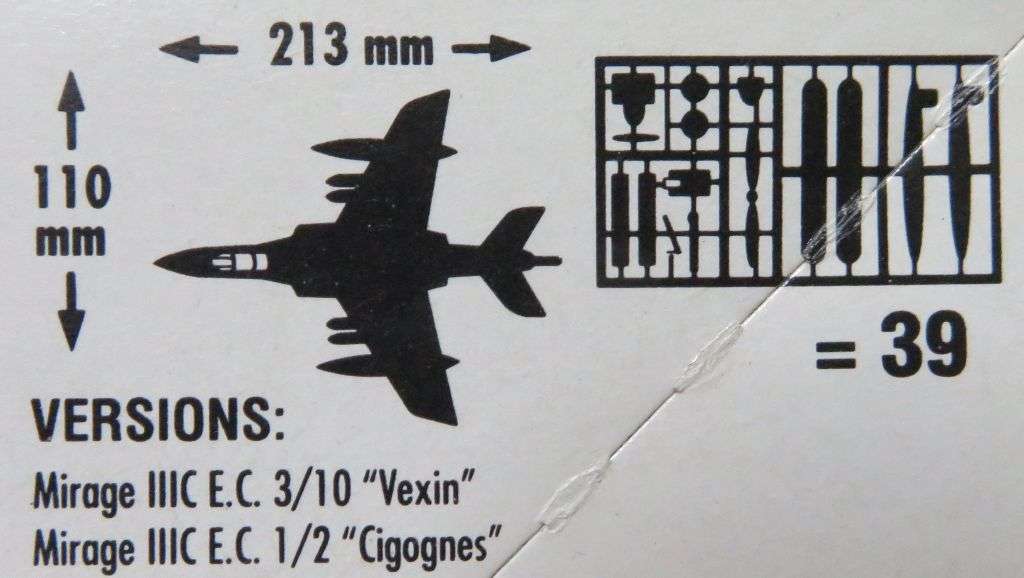 213 mm
110
mm
= 39
VERSIONS:
Mirage IIIC E.C. 3/10 “Vexin”
Mirage IIIC E.C. 1/2 “Cigognes”